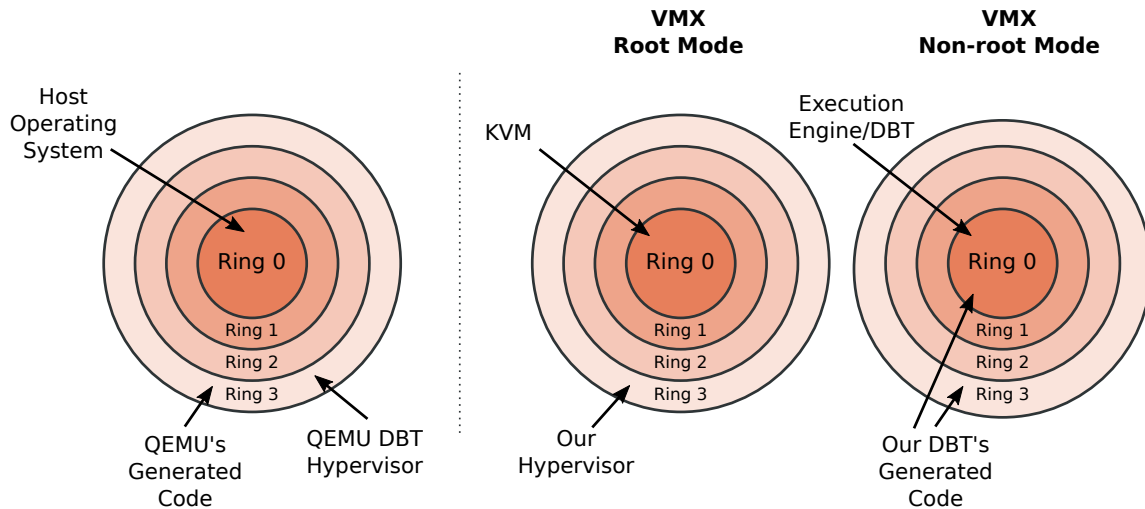 VMX
Root Mode
VMX
Non-root Mode
Host
Operating
System
KVM
Execution
Engine/DBT
Ring 0
Ring 1
Ring 2
Ring 3
Ring 0
Ring 1
Ring 2
Ring 3
Ring 0
Ring 1
Ring 2
Ring 3
QEMU's
Generated
Code
QEMU DBT
Hypervisor
Our
Hypervisor
Our DBT's
Generated
Code